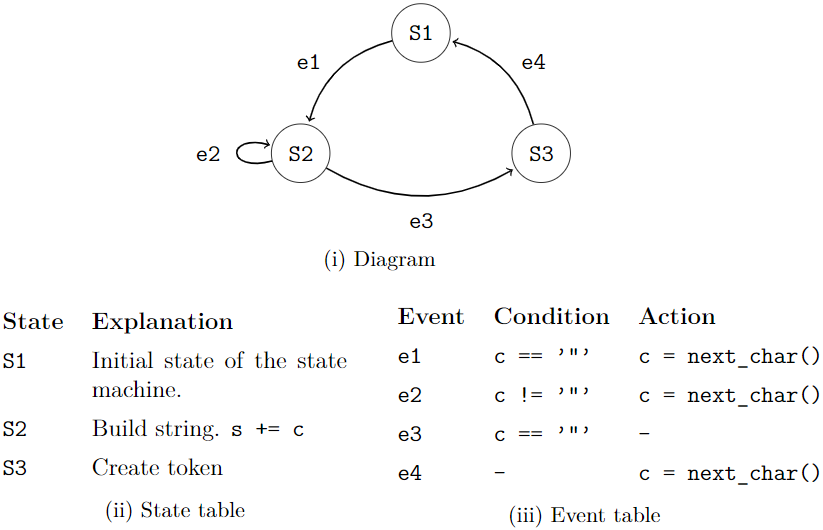 S1
e1
e4
e2
S2
S3
e3
(i) Diagram
State Explanation
S1 Initial state of the state
machine.
S2 Build string. s += c
S3 Create token
(ii) State table
Event Condition Action
e1 c == '"' c = next_char()
e2 c != '"' c = next_char()
e3 c == '"' –
e4 – c = next_char()
(iii) Event table